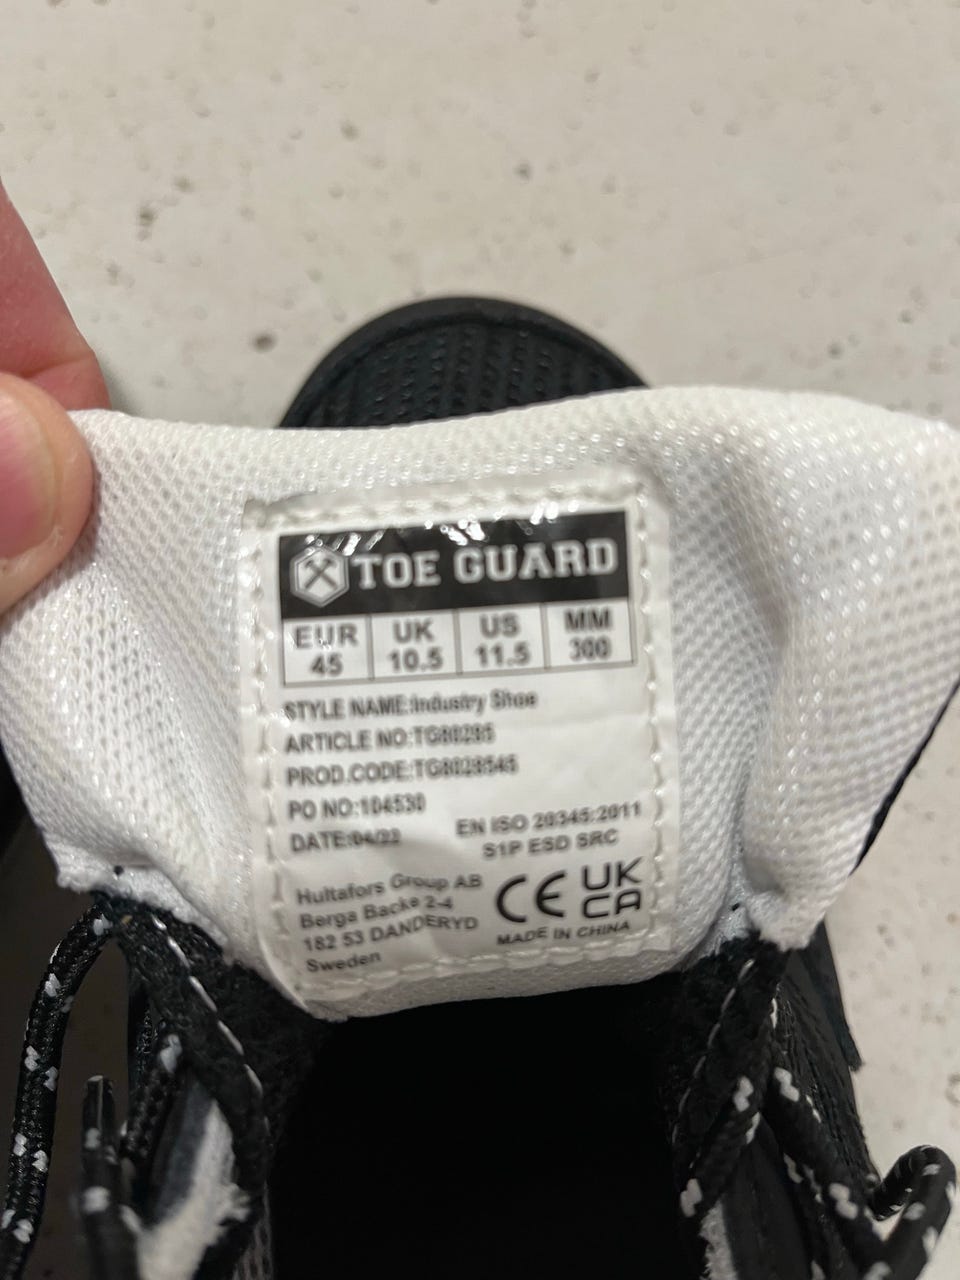 TOE GUARD
EUR UK US MM
45 10.5 11.5 300
STYLE NAME:Industry Shoe
ARTICLE NO:TG80285
PROD.CODE:TG8028545
PO NO:104530
DATE:04/22
EN ISO 20345:2011
S1P ESD SRC
Hultafors Group AB
Berga Backe 2-4
182 53 DANDERYD
Sweden
CE UK
CA
MADE IN CHINA